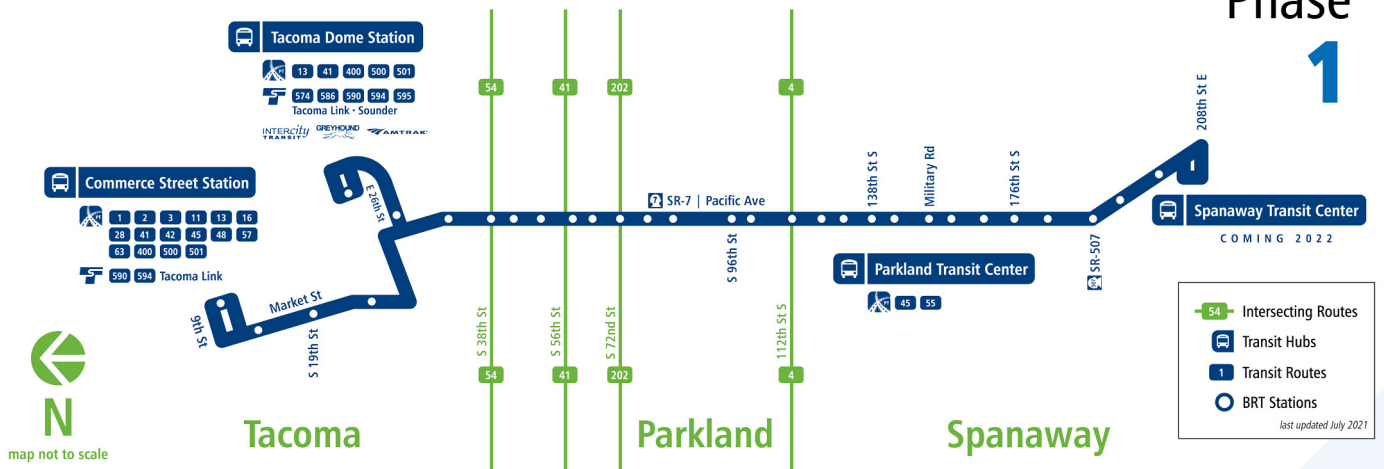 Phase
1
Tacoma Dome Station
13 41 400 500 501
574 586 590 594 595
Tacoma Link · Sounder
INTERcity TRANSIT GREYHOUND AMTRAK
Commerce Street Station
1 2 3 11 13 16
28 41 42 45 48 57
63 400 500 501
590 594 Tacoma Link
54
41
202
4
E 26th St
7 SR-7 | Pacific Ave
138th St S
Military Rd
176th St S
208th St E
1
Spanaway Transit Center
COMING 2022
S 96th St
Parkland Transit Center
PT 45 55
507 SR-507
9th St
Market St
S 19th St
S 38th St
S 56th St
S 72nd St
112th St S
54
41
202
4
N
map not to scale
Tacoma
Parkland
Spanaway
54 Intersecting Routes
Transit Hubs
1 Transit Routes
BRT Stations
last updated July 2021